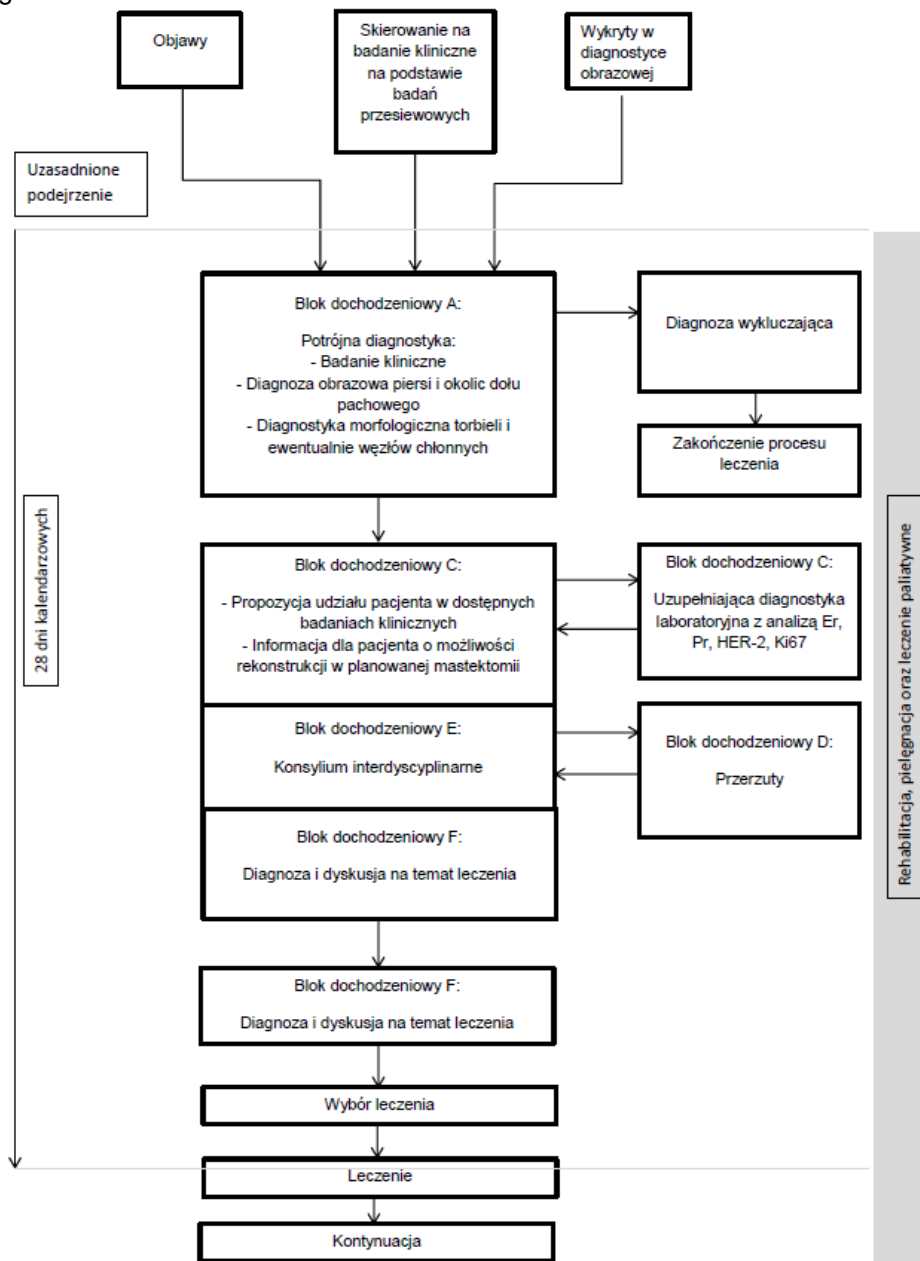 Objawy
Skierowanie na
badanie kliniczne
na podstawie
badań
przesiewowych
Wykryty w
diagnostyce
obrazowej
Uzasadnione
podejrzenie
Blok dochodzeniowy A:
Potrójna diagnostyka:
- Badanie kliniczne
- Diagnoza obrazowa piersi i okolic dołu
pachowego
- Diagnostyka morfologiczna torbieli i
ewentualnie węzłów chłonnych
Diagnoza wykluczająca
Zakończenie procesu
leczenia
28 dni kalendarzowych
Blok dochodzeniowy C:
- Propozycja udziału pacjenta w dostępnych
badaniach klinicznych
- Informacja dla pacjenta o możliwości
rekonstrukcji w planowanej mastektomii
Blok dochodzeniowy C:
Uzupełniająca diagnostyka
laboratoryjna z analizą Er,
Pr, HER-2, Ki67
Blok dochodzeniowy E:
Konsylium interdyscyplinarne
Blok dochodzeniowy D:
Przerzuty
Blok dochodzeniowy F:
Diagnoza i dyskusja na temat leczenia
Blok dochodzeniowy F:
Diagnoza i dyskusja na temat leczenia
Wybór leczenia
Leczenie
Kontynuacja
Rehabilitacja, pielęgnacja oraz leczenie paliatywne